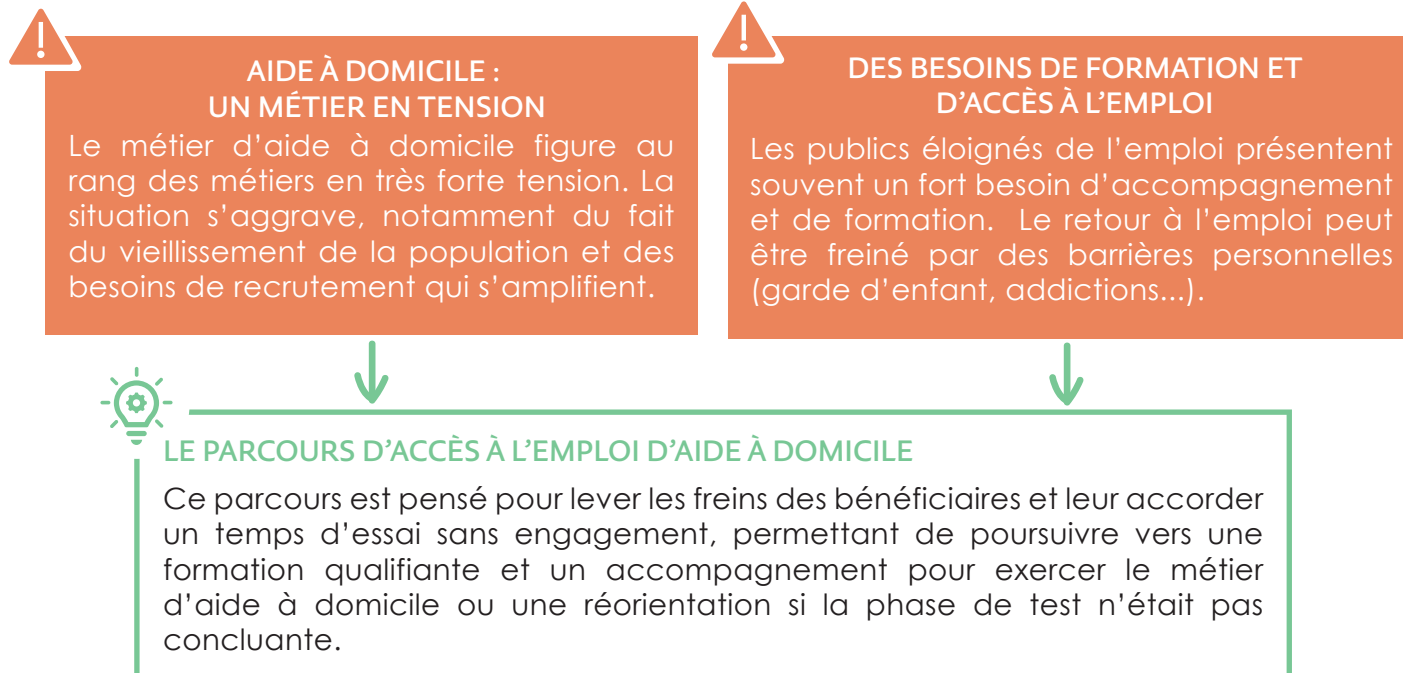 AIDE À DOMICILE :
UN MÉTIER EN TENSION
Le métier d'aide à domicile figure au
rang des métiers en très forte tension. La
situation s'aggrave, notamment du fait
du vieillissement de la population et des
besoins de recrutement qui s'amplifient.
DES BESOINS DE FORMATION ET
D'ACCÈS À L'EMPLOI
Les publics éloignés de l'emploi présentent
souvent un fort besoin d'accompagnement
et de formation.  Le retour à l'emploi peut
être freiné par des barrières personnelles
(garde d'enfant, addictions...).
LE PARCOURS D'ACCÈS À L'EMPLOI D'AIDE À DOMICILE
Ce parcours est pensé pour lever les freins des bénéficiaires et leur accorder
un temps d'essai sans engagement, permettant de poursuivre vers une
formation qualifiante et un accompagnement pour exercer le métier
d'aide à domicile ou une réorientation si la phase de test n'était pas
concluante.